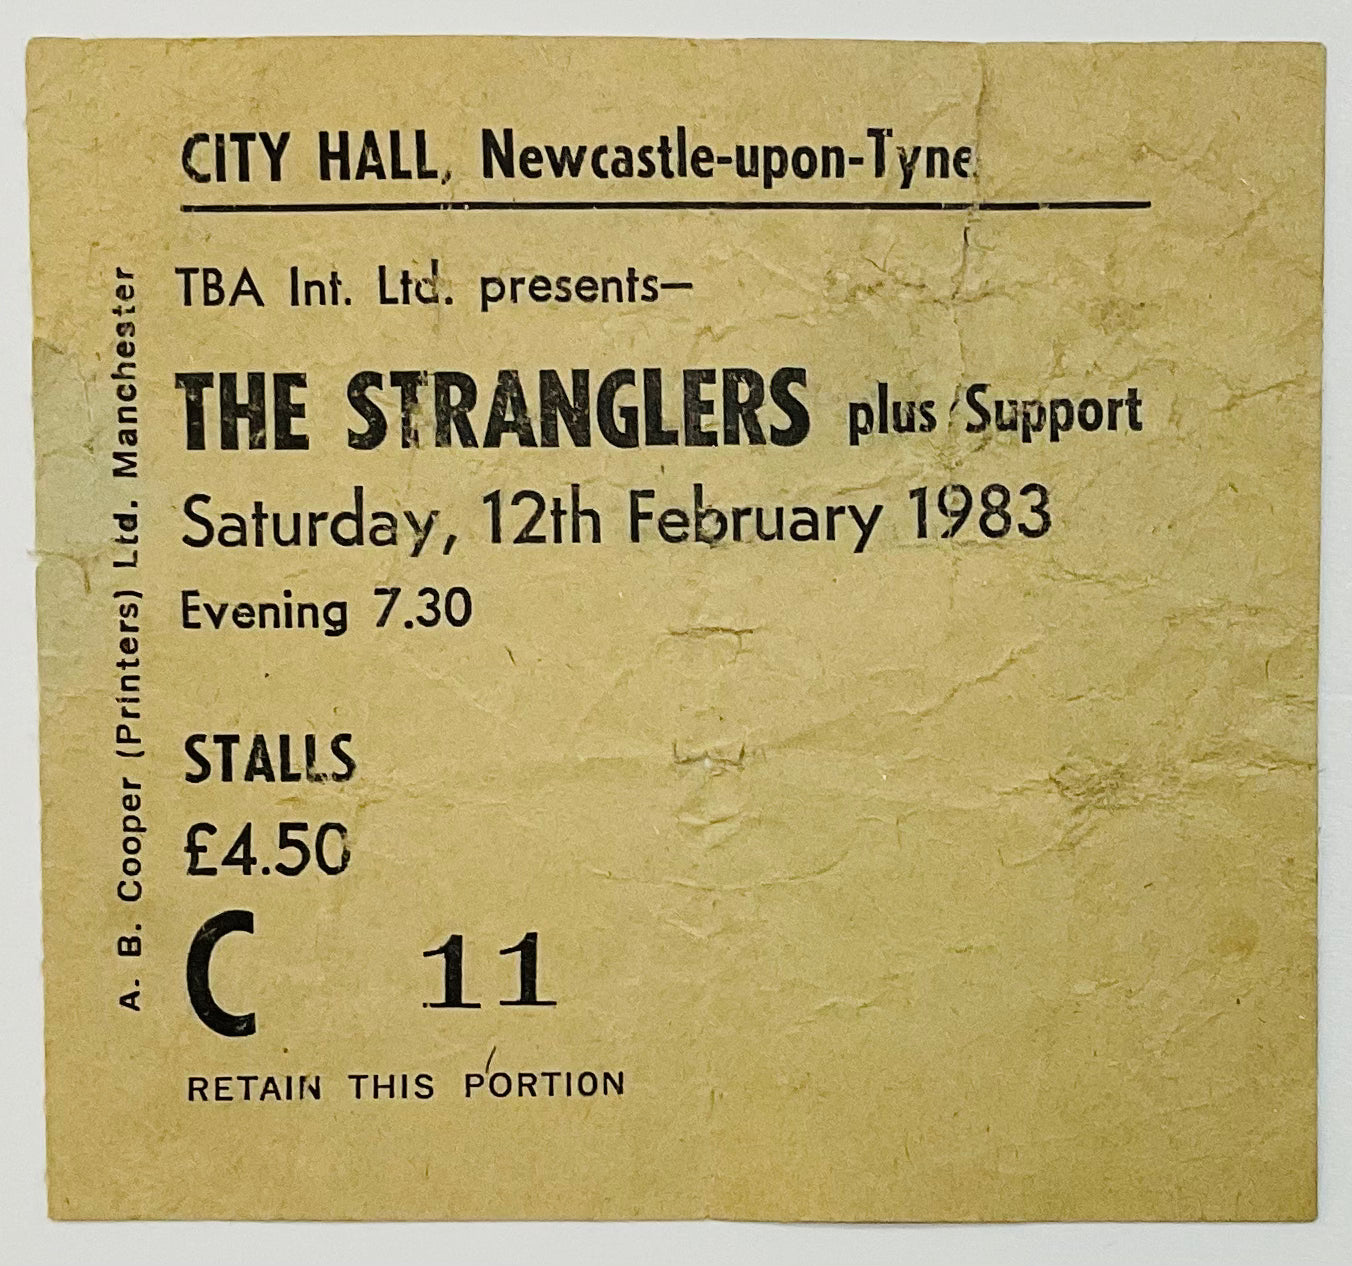 CITY HALL, Newcastle-upon-Tyne
TBA Int. Ltd. presents—
THE STRANGLERS plus Support
Saturday, 12th February 1983
Evening 7.30
STALLS
£4.50
C 11
RETAIN THIS PORTION
A. B. Cooper (Printers) Ltd. Manchester